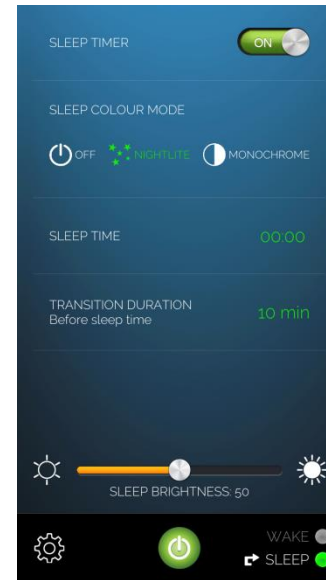 SLEEP TIMER ON
SLEEP COLOUR MODE
OFF NIGHTLITE MONOCHROME
SLEEP TIME 00:00
TRANSITION DURATION
Before sleep time 10 min
SLEEP BRIGHTNESS: 50
WAKE
SLEEP